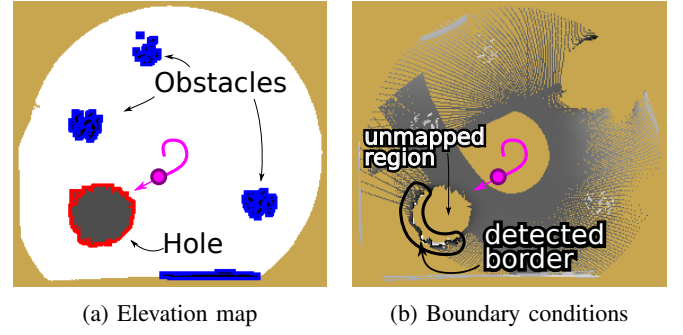 Obstacles
Hole
unmapped
region
detected
border
(a) Elevation map
(b) Boundary conditions